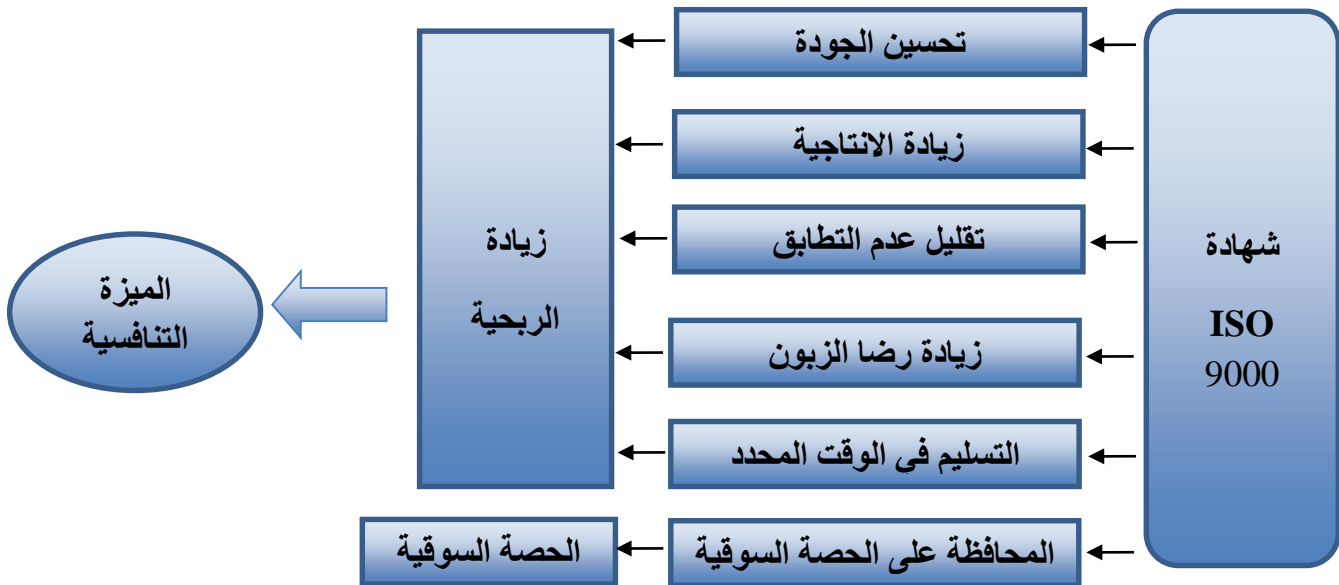 شهادة
ISO
9000
تحسين الجودة
زيادة الانتاجية
تقليل عدم التطابق
زيادة رضا الزبون
التسليم في الوقت المحدد
المحافظة على الحصة السوقية
زيادة
الربحية
الحصة السوقية
الميزة
التنافسية